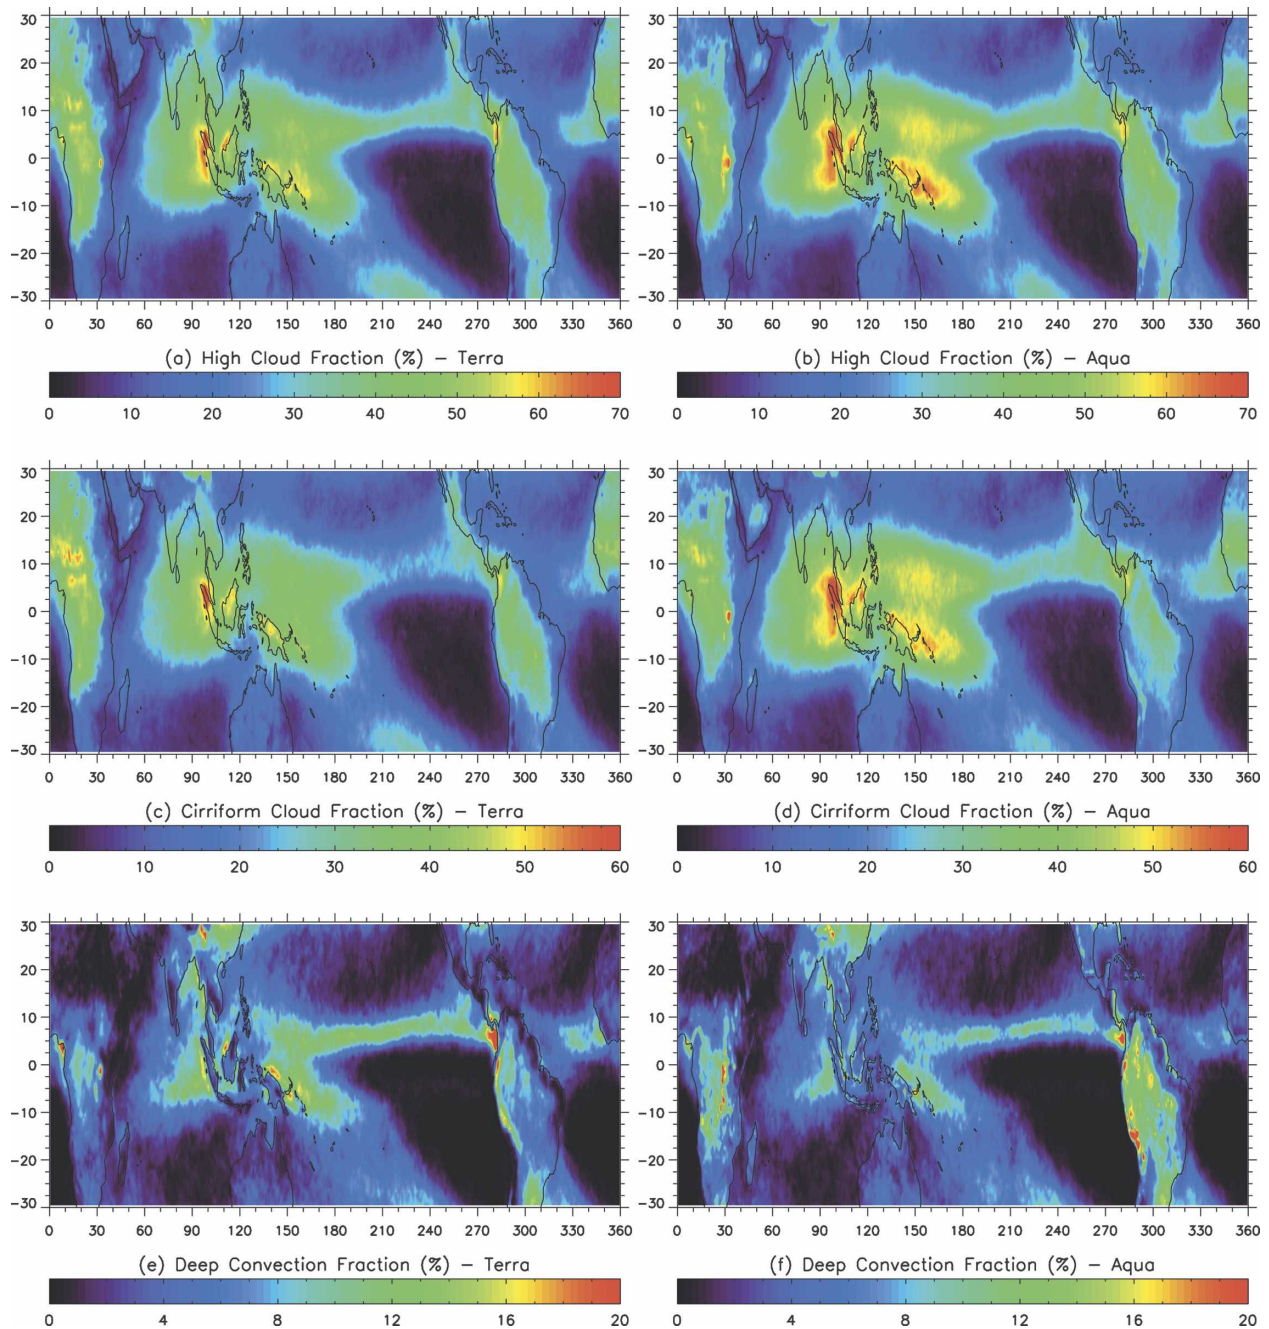 30 30
20 20
10 10
0 0
−10 −10
−20 −20
−30 −30
0 30 60 90 120 150 180 210 240 270 300 330 360 0 30 60 90 120 150 180 210 240 270 300 330 360
(a) High Cloud Fraction (%) − Terra (b) High Cloud Fraction (%) − Aqua
0 10 20 30 40 50 60 70 0 10 20 30 40 50 60 70
30 30
20 20
10 10
0 0
−10 −10
−20 −20
−30 −30
0 30 60 90 120 150 180 210 240 270 300 330 360 0 30 60 90 120 150 180 210 240 270 300 330 360
(c) Cirriform Cloud Fraction (%) − Terra (d) Cirriform Cloud Fraction (%) − Aqua
0 10 20 30 40 50 60 0 10 20 30 40 50 60
30 30
20 20
10 10
0 0
−10 −10
−20 −20
−30 −30
0 30 60 90 120 150 180 210 240 270 300 330 360 0 30 60 90 120 150 180 210 240 270 300 330 360
(e) Deep Convection Fraction (%) − Terra (f) Deep Convection Fraction (%) − Aqua
0 4 8 12 16 20 4 8 12 16 20